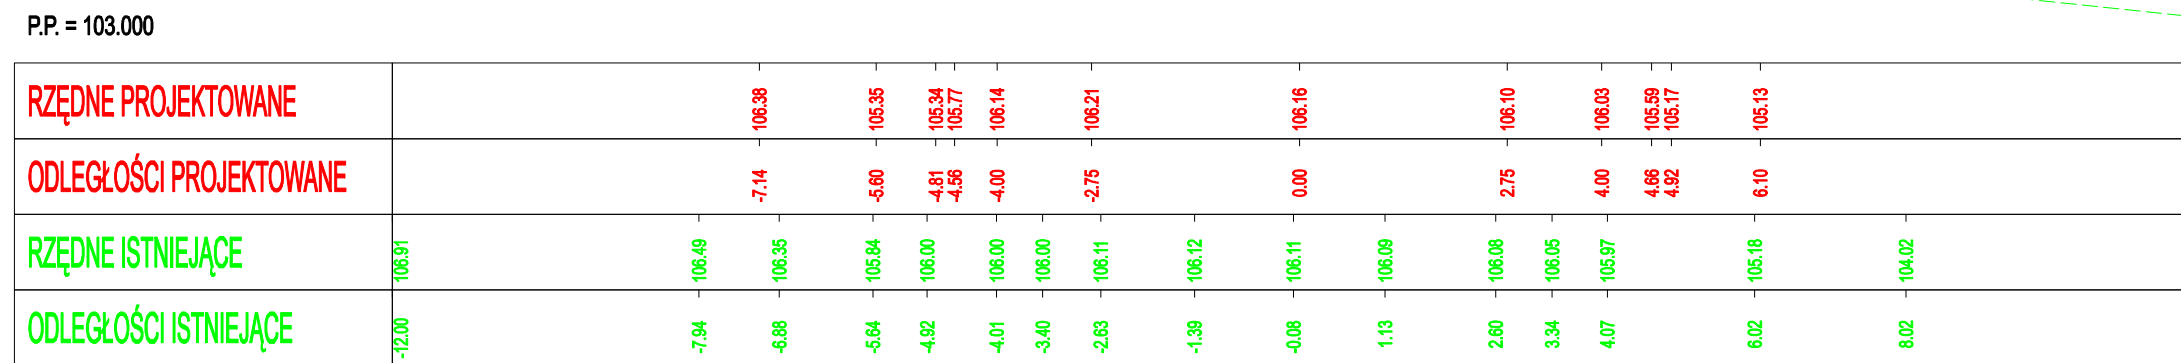 P.P. = 103.000
RZĘDNE PROJEKTOWANE 106.38 105.35 105.34 105.77 106.14 106.21 106.16 106.10 106.03 105.59 105.17 105.13
ODLEGŁOŚCI PROJEKTOWANE -7.14 -5.60 -4.81 -4.56 -4.00 -2.75 0.00 2.75 4.00 4.66 4.92 6.10
RZĘDNE ISTNIEJĄCE 106.91 106.49 106.35 105.84 106.00 106.00 106.00 106.11 106.12 106.11 106.09 106.08 106.05 105.97 105.18 104.02
ODLEGŁOŚCI ISTNIEJĄCE -12.00 -7.94 -6.88 -5.64 -4.92 -4.01 -3.40 -2.63 -1.39 -0.08 1.13 2.60 3.34 4.07 6.02 8.02